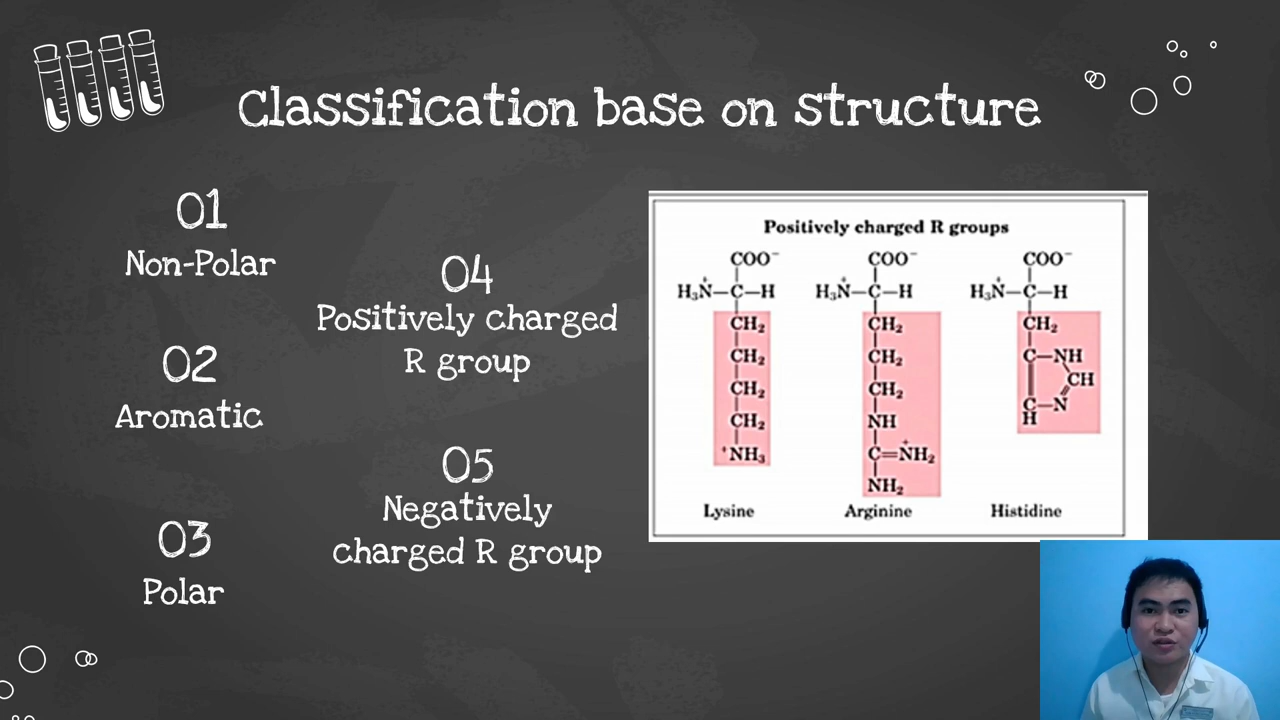 Classification base on structure
01
Non-Polar
02
Aromatic
03
Polar
04
Positively charged
R group
05
Negatively
charged R group
Positively charged R groups
COO⁻ COO⁻ COO⁻
H₃N⁺—C—H H₃N⁺—C—H H₃N⁺—C—H
CH₂ CH₂ CH₂
CH₂ CH₂ C—NH
CH
CH₂ CH₂ C—N
H
CH₂ NH
⁺NH₃ C=N⁺H₂
NH₂
Lysine Arginine Histidine